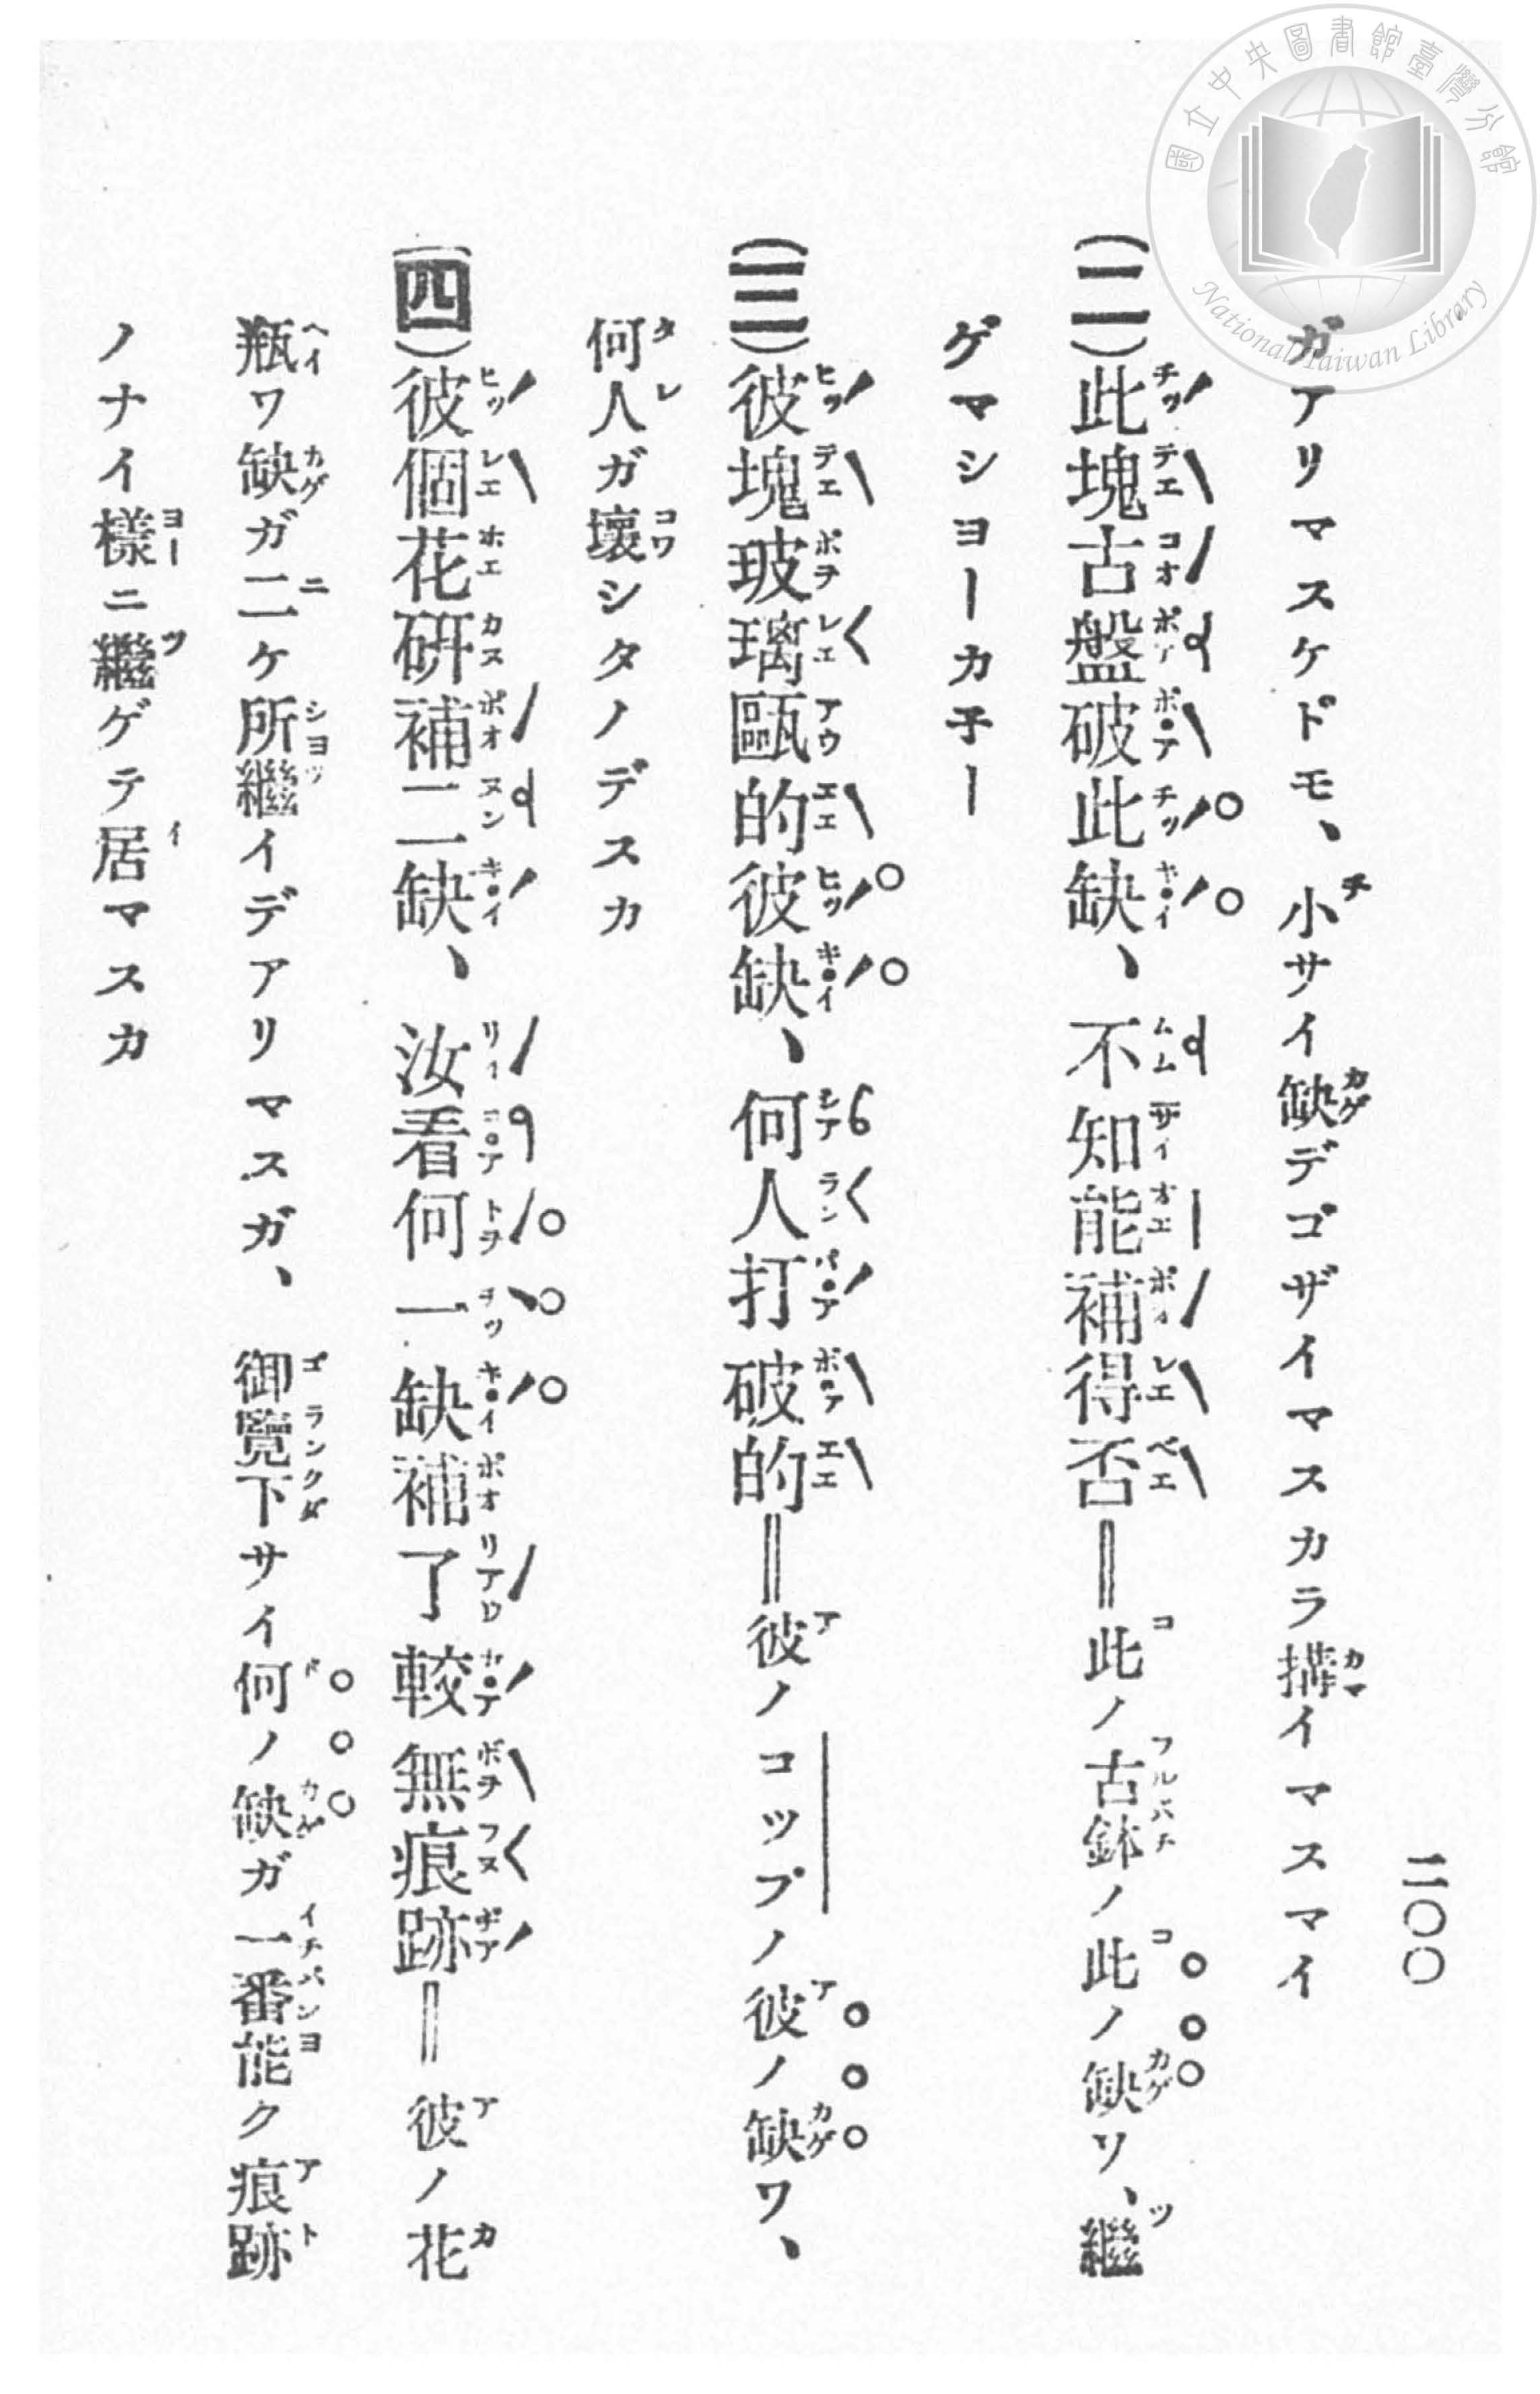 國立中央圖書館臺灣分館
National Taiwan Library
二〇〇
ガアリマスケドモ、小サイ缺デゴザイマスカラ搆イマスマイ
(二)此塊古盤破此缺、不知能補得否＝此ノ古鉢ノ此ノ缺ワ、繼
ゲマシヨーカ子ー
(三)彼塊玻璃甌的彼缺、何人打破的＝彼ノコップノ彼ノ缺ワ、
何人ガ壞シタノデスカ
(四)彼個花矸補二缺、汝看何一缺補了較無痕跡＝彼ノ花
瓶ワ缺ガ二ケ所繼イデアリマスガ、御覽下サイ何ノ缺ガ一番能ク痕跡
ノナイ樣ニ繼ゲテ居マスカ